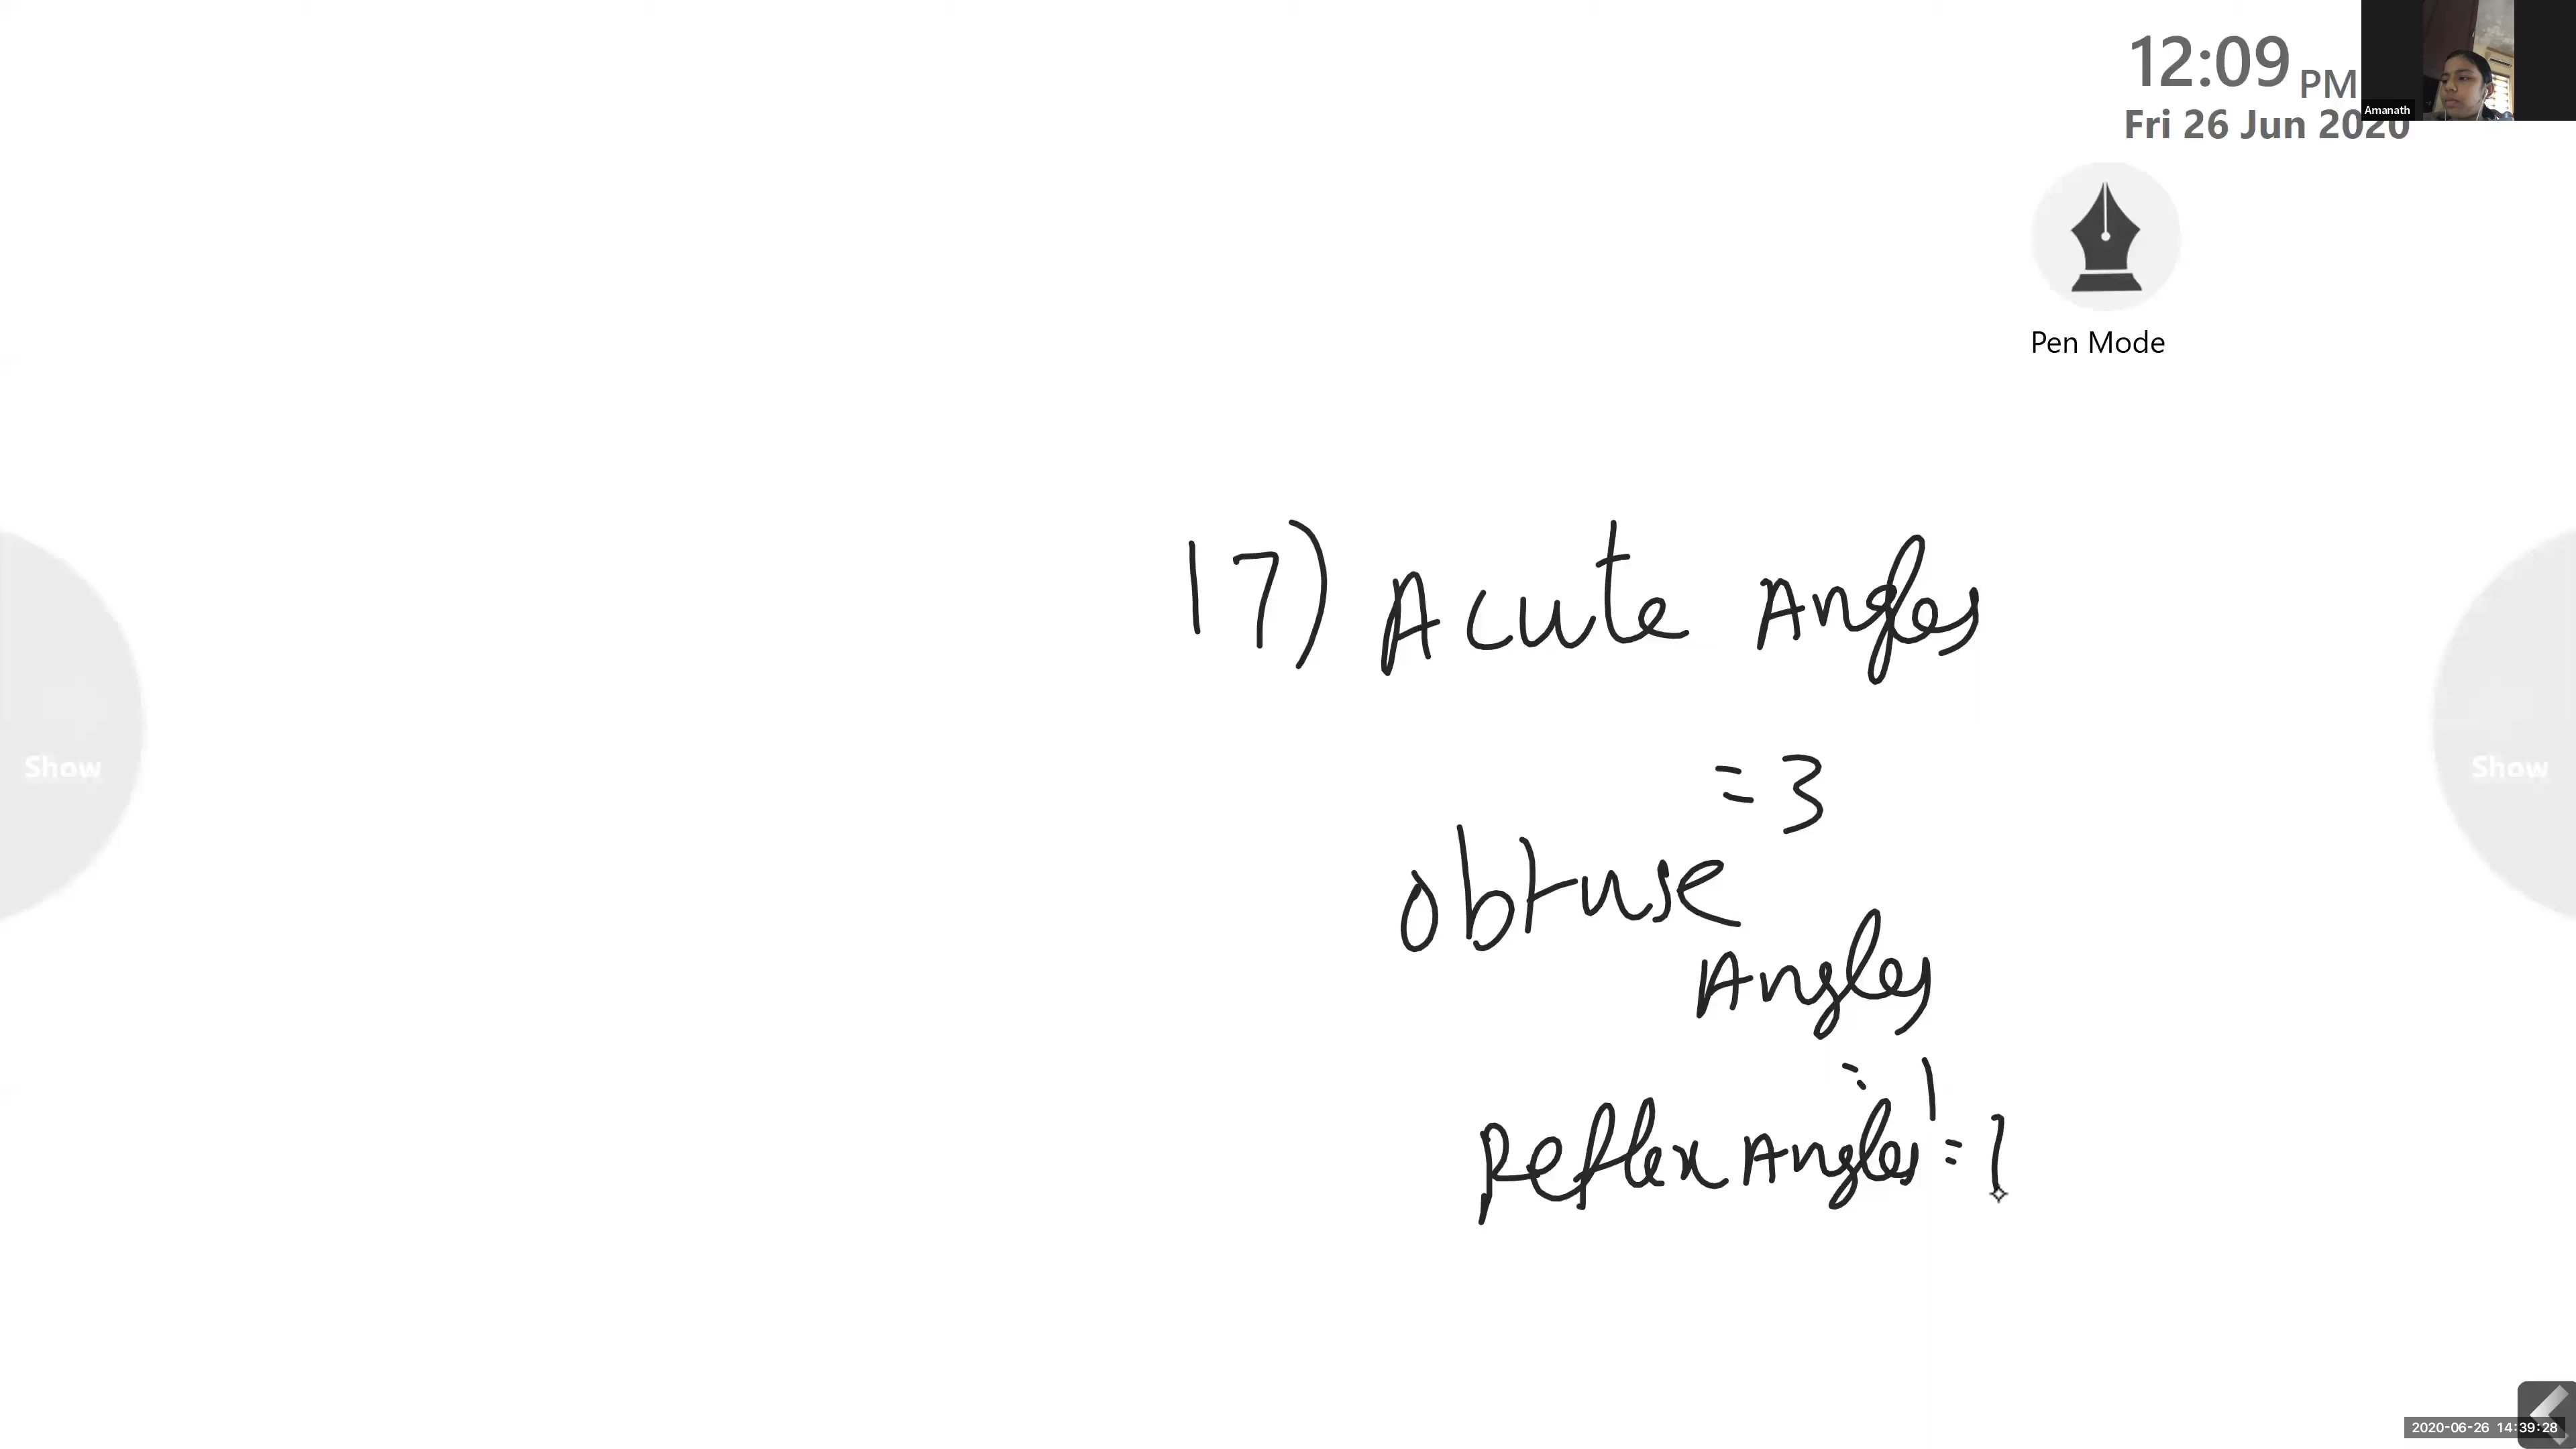 12:09 PM
Amanath
Fri 26 Jun 2020
Pen Mode
17) Acute Angles
= 3
Show
Show
Obtuse
Angles
= 1
Reflex Angles = 1
2020-06-26 14:39:28